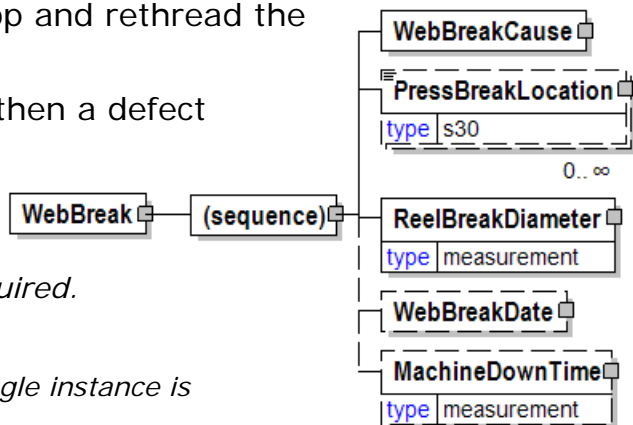 op and rethread the
then a defect
uired.
gle instance is
WebBreak
(sequence)
WebBreakCause
PressBreakLocation
type s30
0.. ∞
ReelBreakDiameter
type measurement
WebBreakDate
MachineDownTime
type measurement